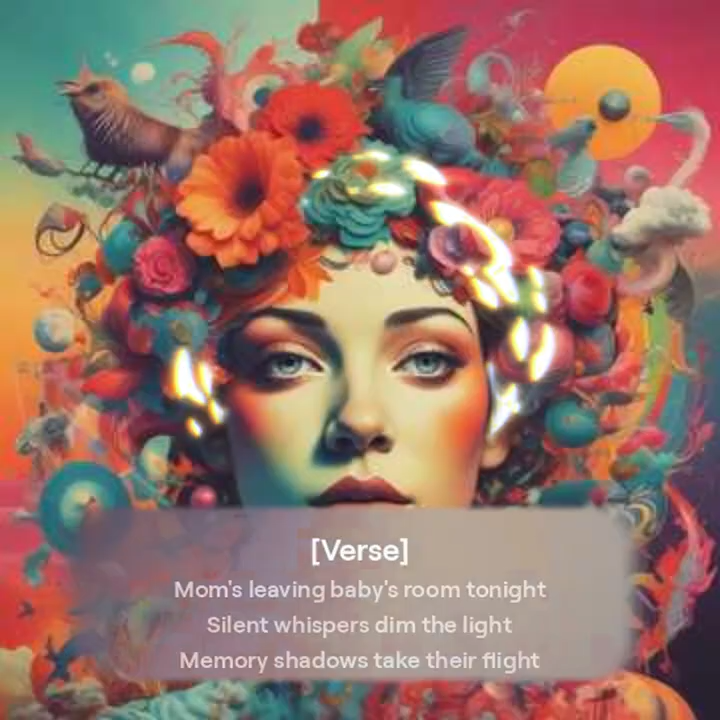 [Verse]
Mom's leaving baby's room tonight
Silent whispers dim the light
Memory shadows take their flight